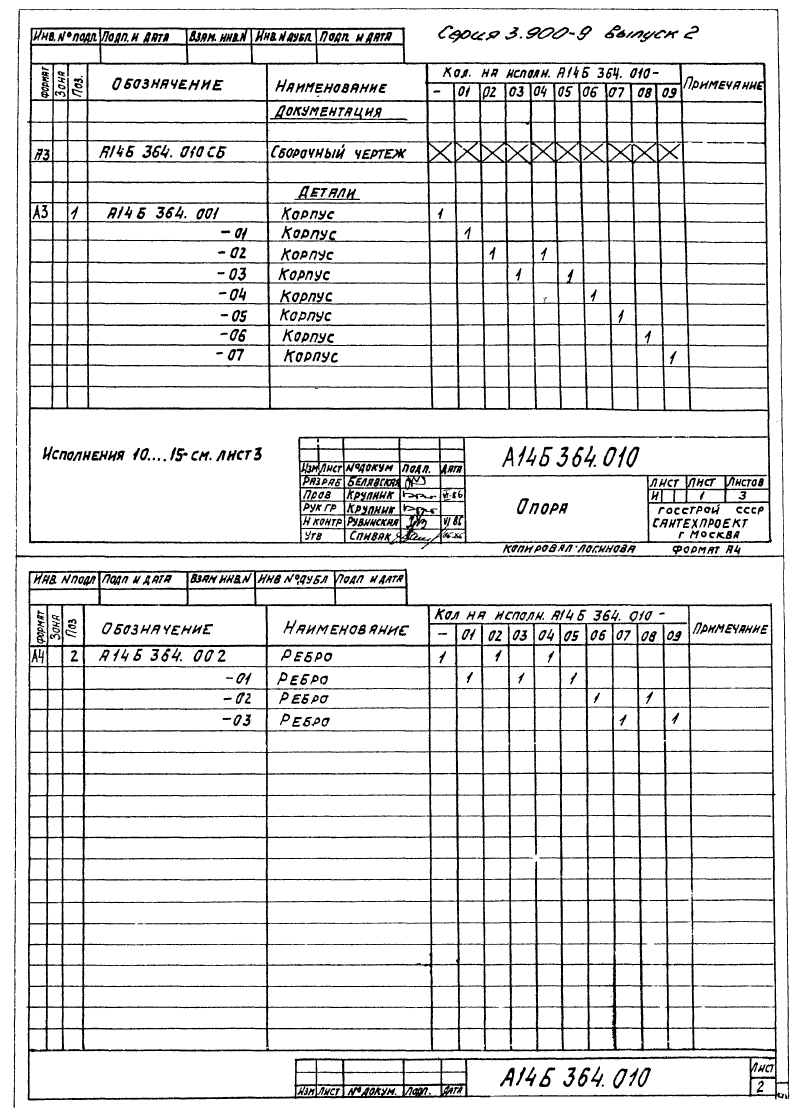 Серия 3.900-9 Выпуск 2
Инв. № подл. Подп. и дата Взам. инв. N Инв. N дубл. Подп. и дата
Формат Зона Поз. Обозначение Наименование Кол. на исполн. А14Б 364. 010- Примечание
– 01 02 03 04 05 06 07 08 09
Документация
А3 А14Б 364. 010СБ Сборочный чертеж X X X X X X X X X X
Детали
А3 1 А14Б 364. 001 Корпус 1
-01 Корпус 1
-02 Корпус 1 1
-03 Корпус 1 1
-04 Корпус 1
-05 Корпус 1
-06 Корпус 1
-07 Корпус 1
Исполнения 10....15-см. лист 3
Изм Лист № докум Подп. Дата
Разраб Белявская
Пров Крупник VI.86
Рук гр Крупник
Н контр Рувинская VI 86
Утв Спивак 06.86
А14Б 364. 010
Опора
Лист Лист Листов
И 1 3
Госстрой СССР
Сантехпроект
г Москва
Копировал Логинова Формат А4
Инв. N подл Подп и дата Взам инв. N Инв № дубл Подп и дата
Формат Зона Поз Обозначение Наименование Кол на исполн. А14Б 364. 010 - Примечание
– 01 02 03 04 05 06 07 08 09
А4 2 А14Б 364. 002 Ребро 1 1 1
-01 Ребро 1 1 1
-02 Ребро 1 1
-03 Ребро 1 1
Изм Лист № докум. Подп. Дата
А14Б 364. 010
Лист
2